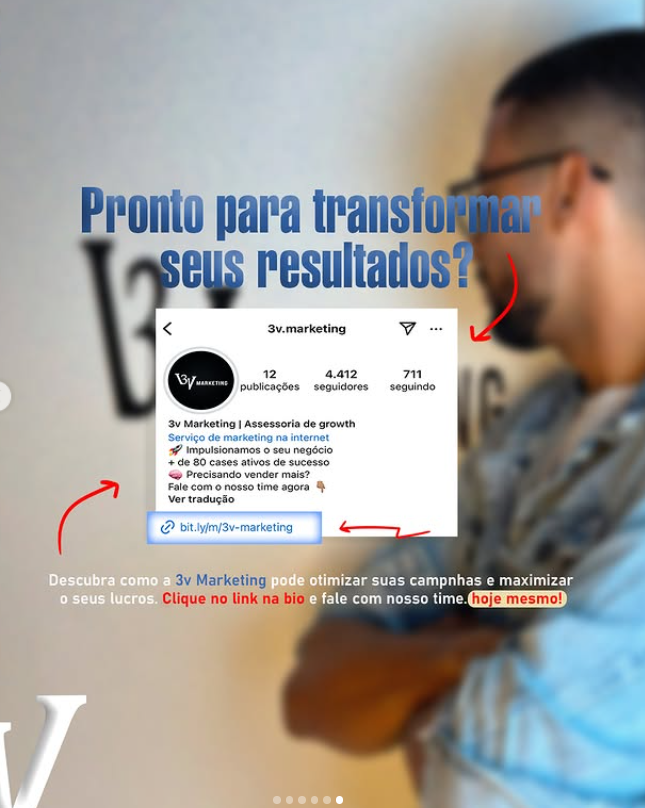 Pronto para transformar
seus resultados?
3v.marketing
V3V MARKETING
12
4.412
711
publicações
seguidores
seguindo
3v Marketing | Assessoria de growth
Serviço de marketing na internet
🚀 Impulsionamos o seu negócio
+ de 80 cases ativos de sucesso
🧠 Precisando vender mais?
Fale com o nosso time agora 👇🏽
Ver tradução
bit.ly/m/3v-marketing
Descubra como a 3v Marketing pode otimizar suas campnhas e maximizar
o seus lucros. Clique no link na bio e fale com nosso time. hoje mesmo!